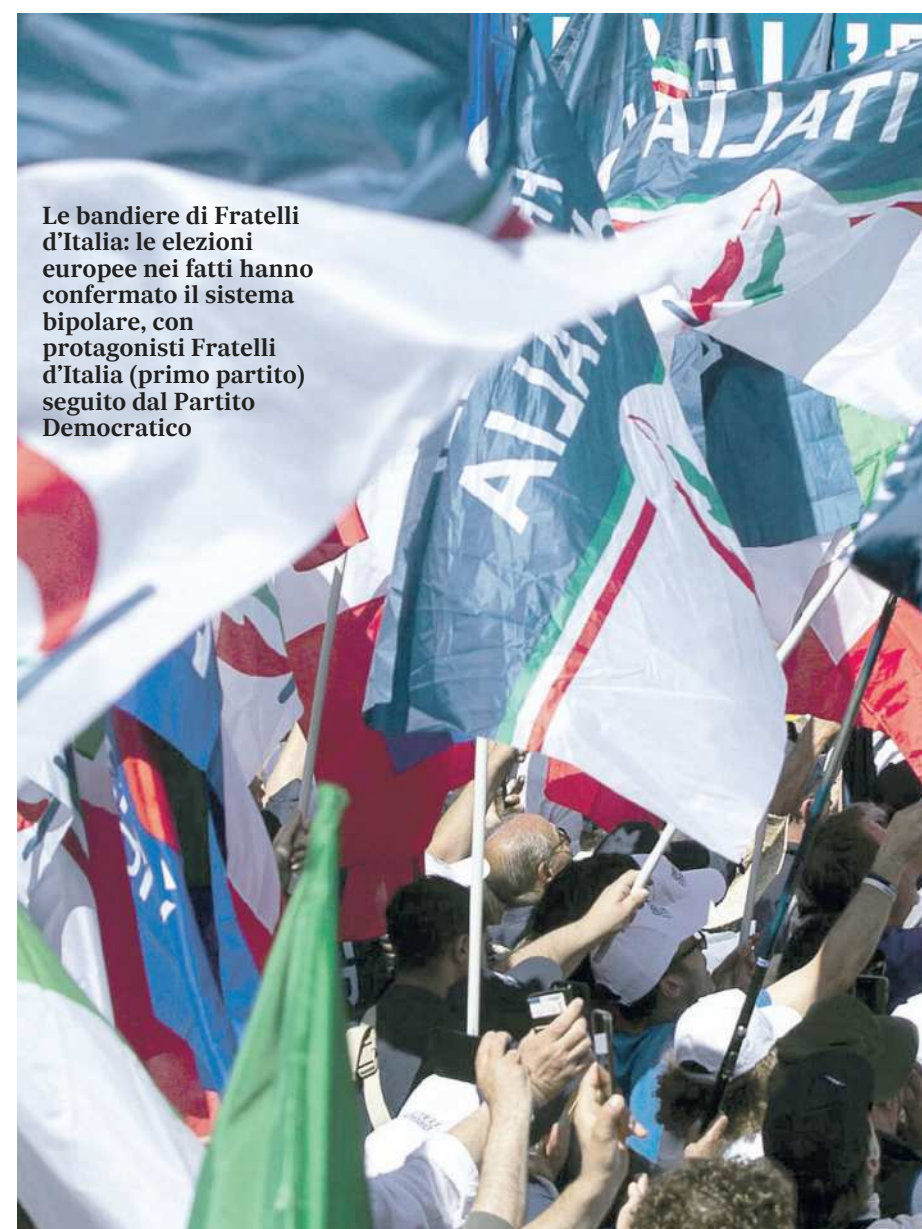 Le bandiere di Fratelli
d’Italia: le elezioni
europee nei fatti hanno
confermato il sistema
bipolare, con
protagonisti Fratelli
d’Italia (primo partito)
seguito dal Partito
Democratico